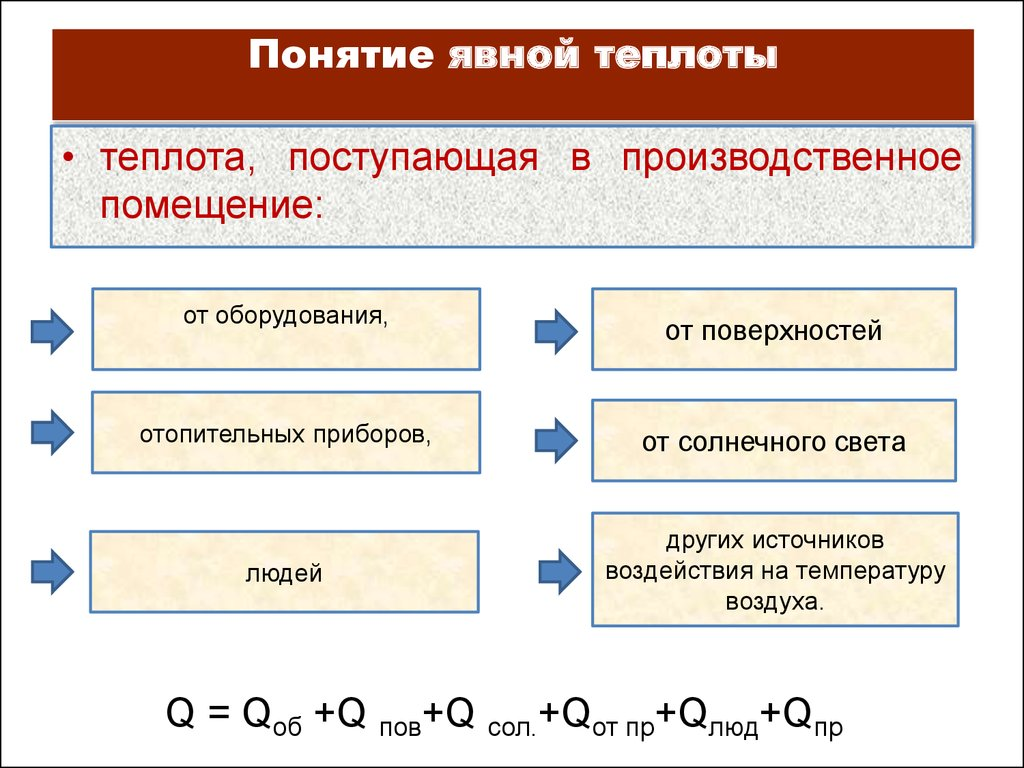 Понятие явной теплоты
• теплота, поступающая в производственное
помещение:
от оборудования,
от поверхностей
отопительных приборов,
от солнечного света
людей
других источников
воздействия на температуру
воздуха.
Q = Qоб +Q пов+Q сол.+Qот пр+Qлюд+Qпр